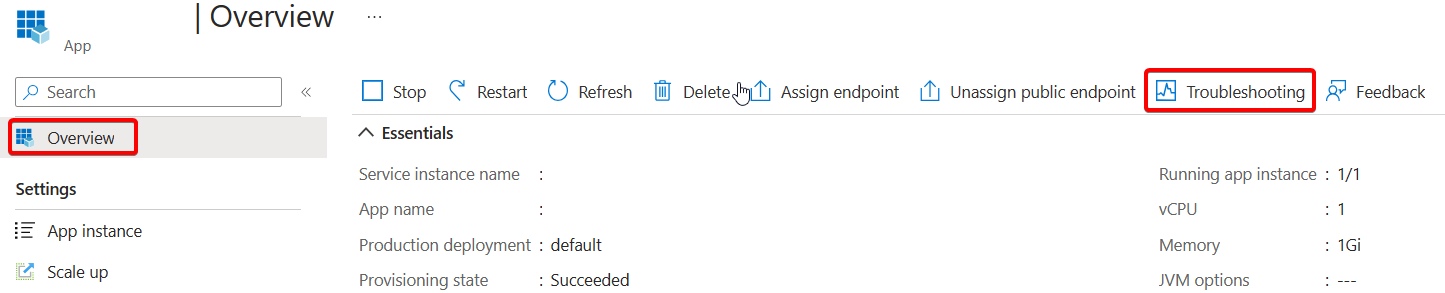 | Overview ...
App
Search «
Overview
Settings
App instance
Scale up
Stop Restart Refresh Delete Assign endpoint Unassign public endpoint Troubleshooting Feedback
Essentials
Service instance name : Running app instance : 1/1
App name : vCPU : 1
Production deployment : default Memory : 1Gi
Provisioning state : Succeeded JVM options : ---